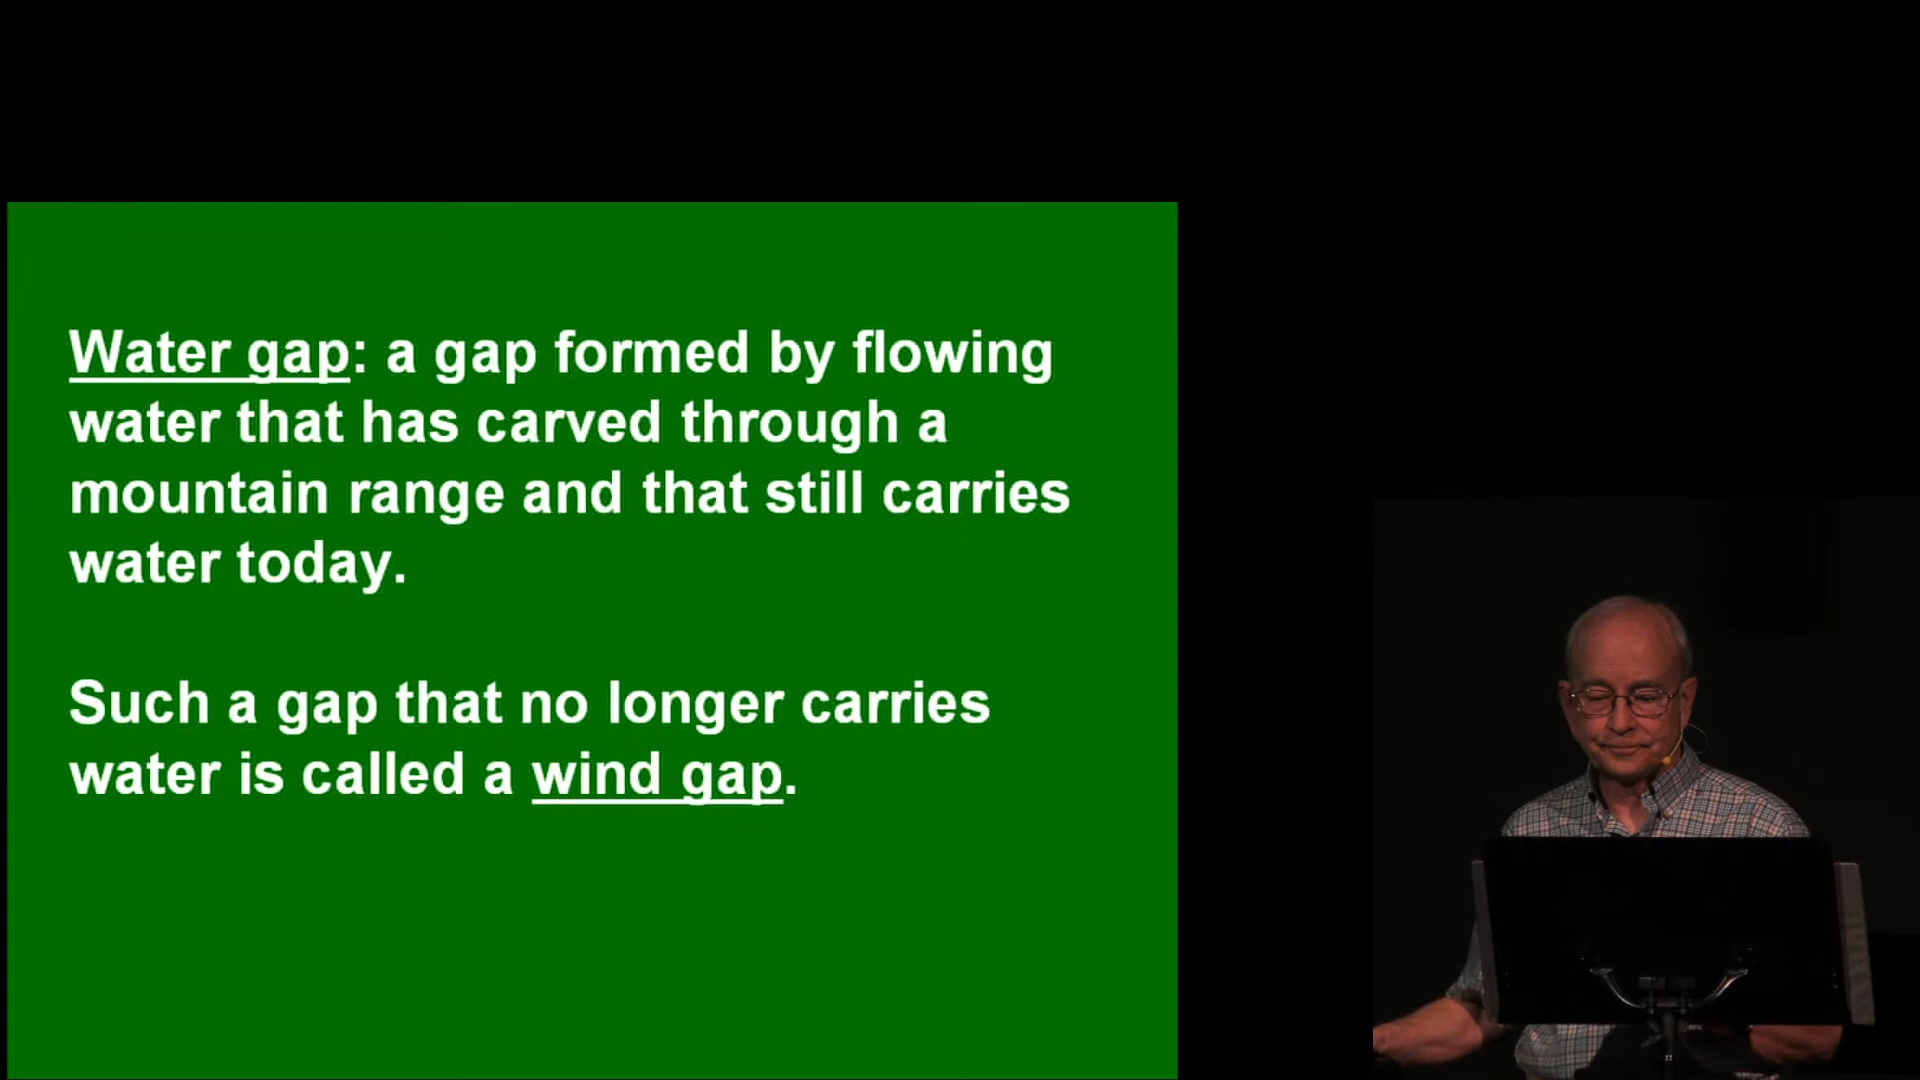 Water gap: a gap formed by flowing
water that has carved through a
mountain range and that still carries
water today.
Such a gap that no longer carries
water is called a wind gap.